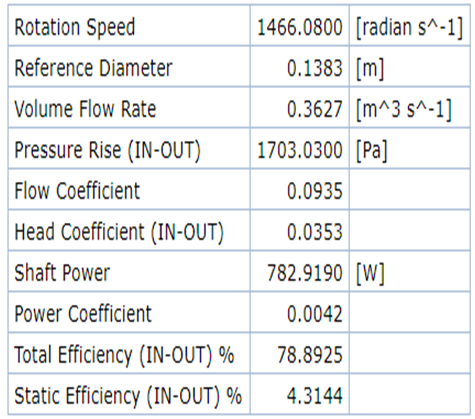 Rotation Speed 1466.0800 [radian s^-1]
Reference Diameter 0.1383 [m]
Volume Flow Rate 0.3627 [m^3 s^-1]
Pressure Rise (IN-OUT) 1703.0300 [Pa]
Flow Coefficient 0.0935
Head Coefficient (IN-OUT) 0.0353
Shaft Power 782.9190 [W]
Power Coefficient 0.0042
Total Efficiency (IN-OUT) % 78.8925
Static Efficiency (IN-OUT) % 4.3144